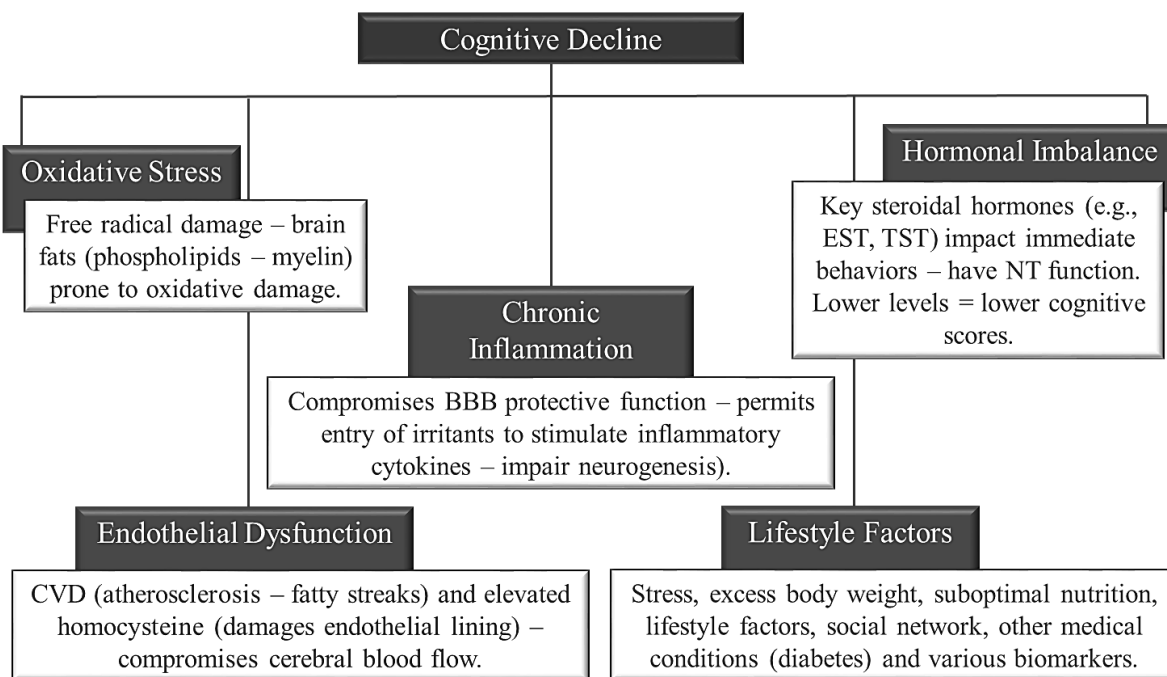 Cognitive Decline
Oxidative Stress
Free radical damage – brain
fats (phospholipids – myelin)
prone to oxidative damage.
Hormonal Imbalance
Key steroidal hormones (e.g.,
EST, TST) impact immediate
behaviors – have NT function.
Lower levels = lower cognitive
scores.
Chronic
Inflammation
Compromises BBB protective function – permits
entry of irritants to stimulate inflammatory
cytokines – impair neurogenesis).
Endothelial Dysfunction
CVD (atherosclerosis – fatty streaks) and elevated
homocysteine (damages endothelial lining) –
compromises cerebral blood flow.
Lifestyle Factors
Stress, excess body weight, suboptimal nutrition,
lifestyle factors, social network, other medical
conditions (diabetes) and various biomarkers.